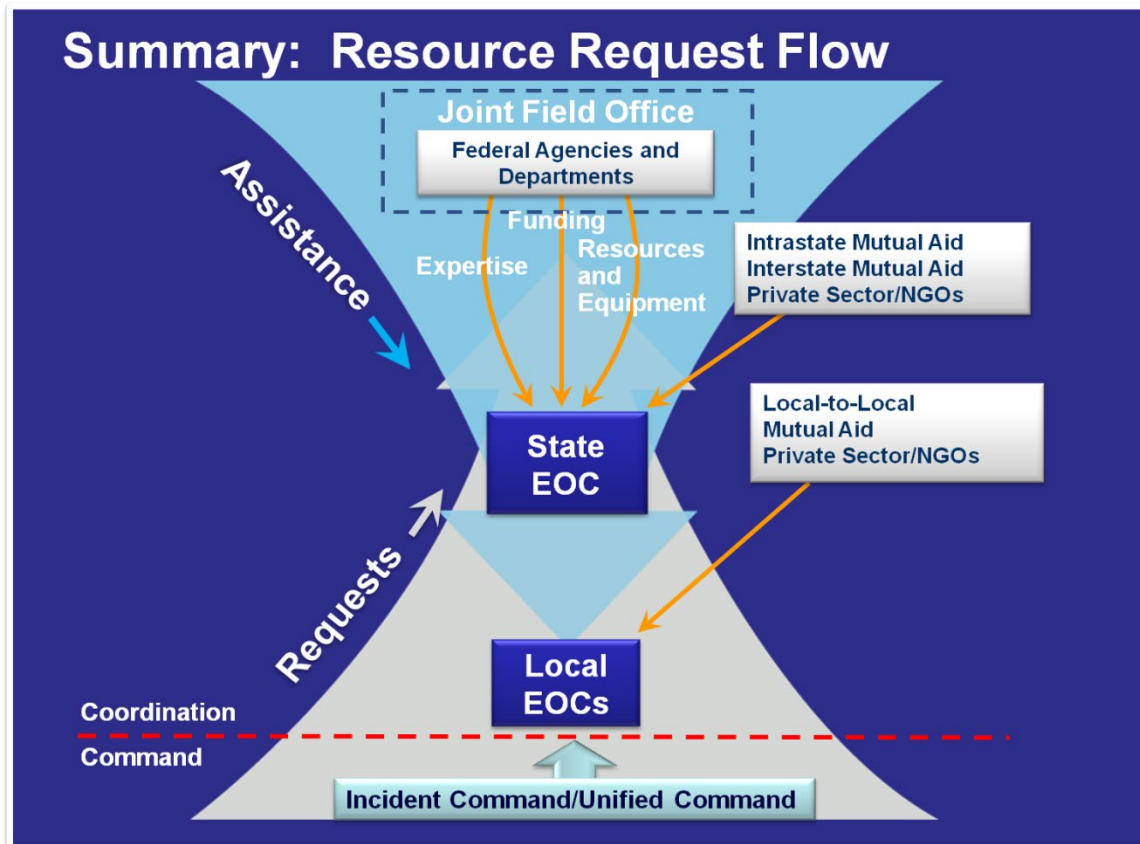 Summary: Resource Request Flow
Joint Field Office
Federal Agencies and
Departments
Assistance
Funding
Expertise
Resources
and
Equipment
Intrastate Mutual Aid
Interstate Mutual Aid
Private Sector/NGOs
State
EOC
Local-to-Local
Mutual Aid
Private Sector/NGOs
Requests
Local
EOCs
Coordination
Command
Incident Command/Unified Command